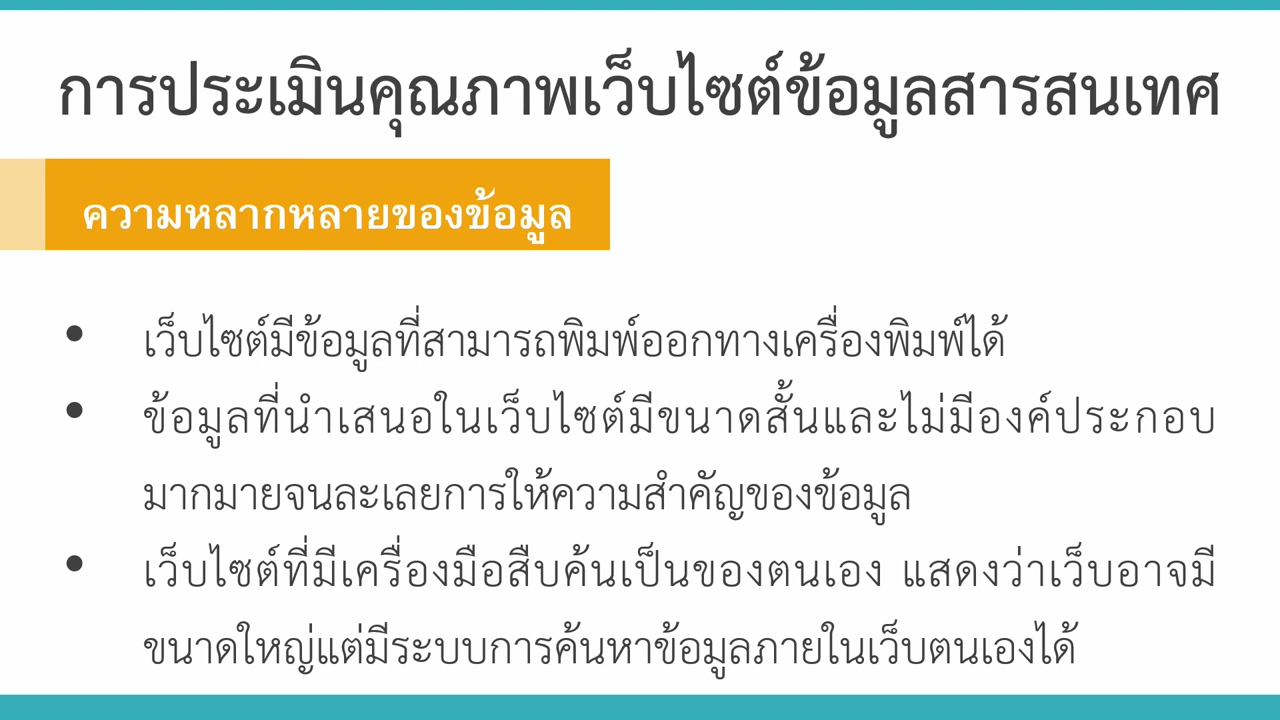 การประเมินคุณภาพเว็บไซต์ข้อมูลสารสนเทศ
ความหลากหลายของข้อมูล
• เว็บไซต์มีข้อมูลที่สามารถพิมพ์ออกทางเครื่องพิมพ์ได้
• ข้อมูลที่นำเสนอในเว็บไซต์มีขนาดสั้นและไม่มีองค์ประกอบ
มากมายจนละเลยการให้ความสำคัญของข้อมูล
• เว็บไซต์ที่มีเครื่องมือสืบค้นเป็นของตนเอง แสดงว่าเว็บอาจมี
ขนาดใหญ่แต่มีระบบการค้นหาข้อมูลภายในเว็บตนเองได้